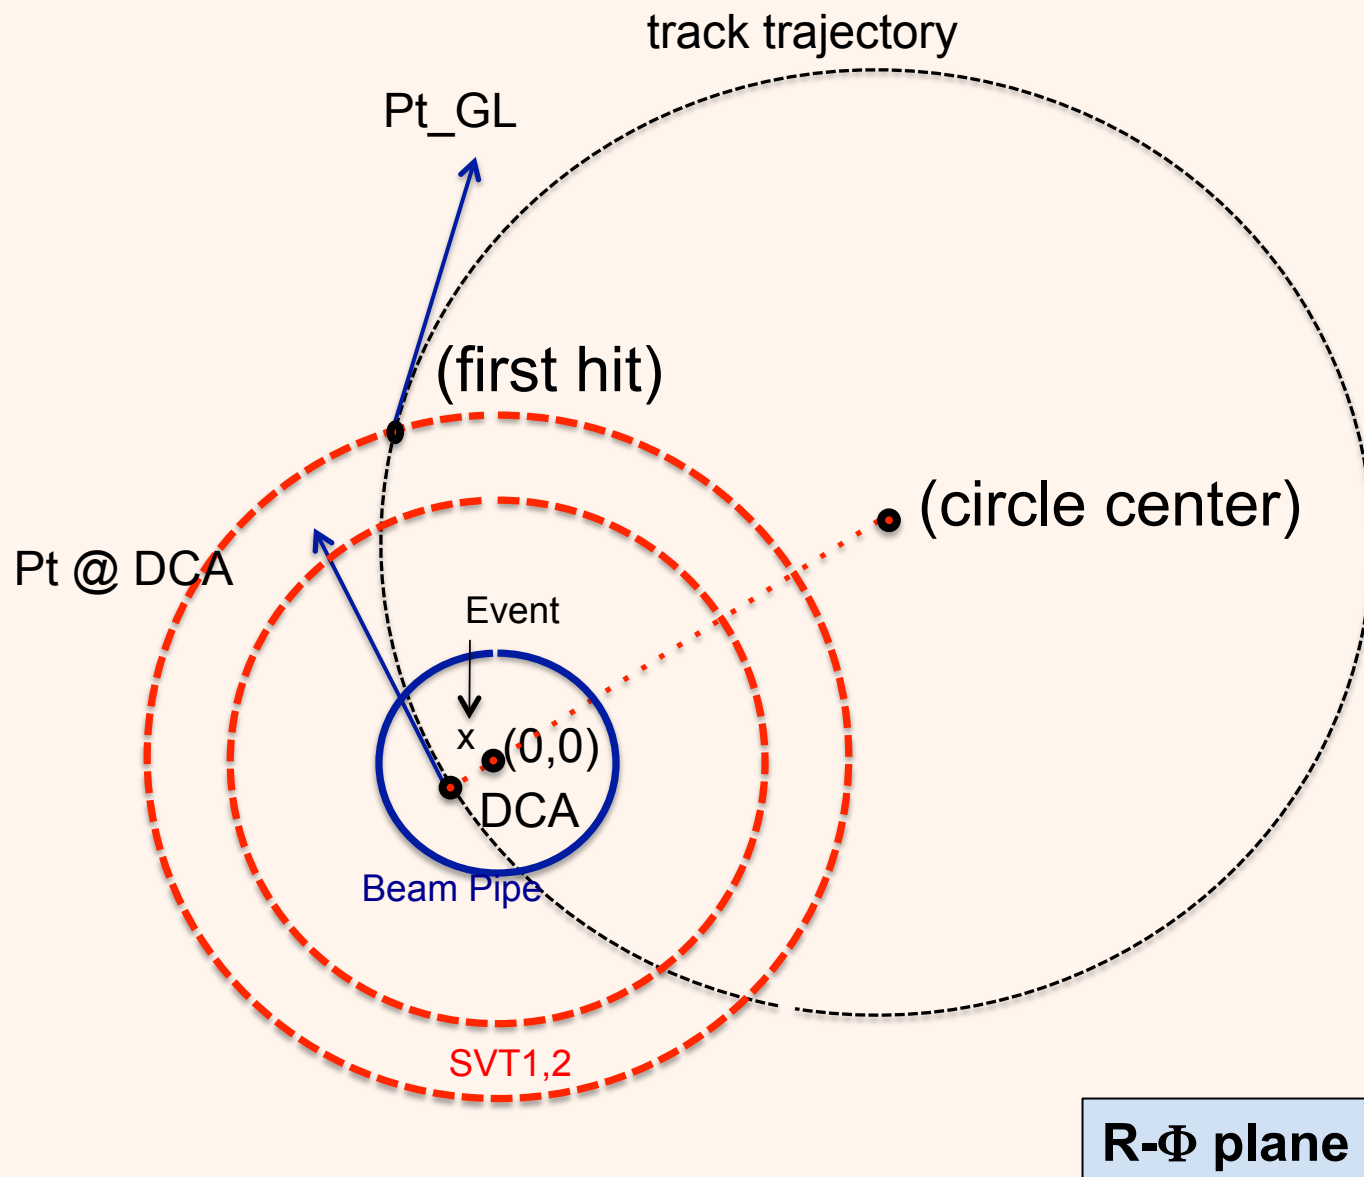 track trajectory
Pt_GL
(first hit)
(circle center)
Pt @ DCA
Event
x
(0,0)
DCA
Beam Pipe
SVT1,2
R-Φ plane